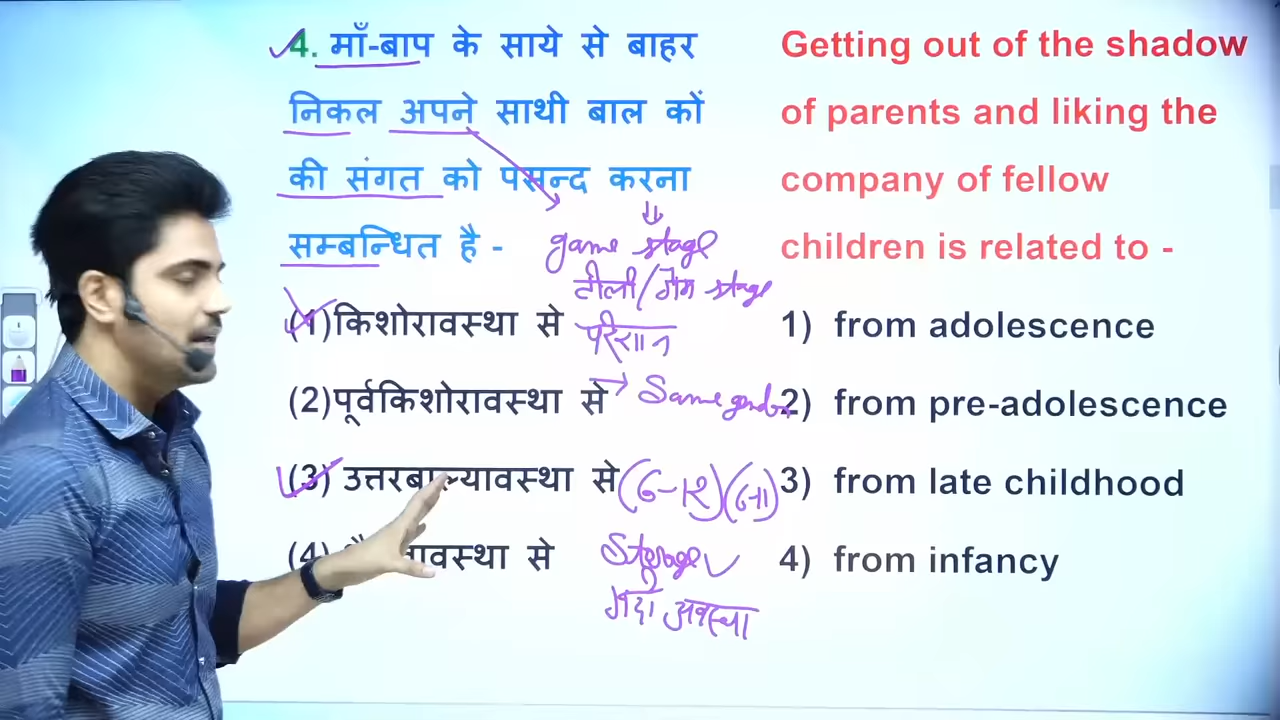 4. माँ-बाप के साये से बाहर
निकल अपने साथी बाल कों
की संगत को पसन्द करना
सम्बन्धित है -
game stage
टोली/गेम stage
(1)किशोरावस्था से
परेशान
(2)पूर्वकिशोरावस्था से
→ Same gender
(3) उत्तरबाल्यावस्था से
(6-12)
(4) वावस्था से
अवस्था
Getting out of the shadow
of parents and liking the
company of fellow
children is related to -
1) from adolescence
2) from pre-adolescence
3) from late childhood
4) from infancy